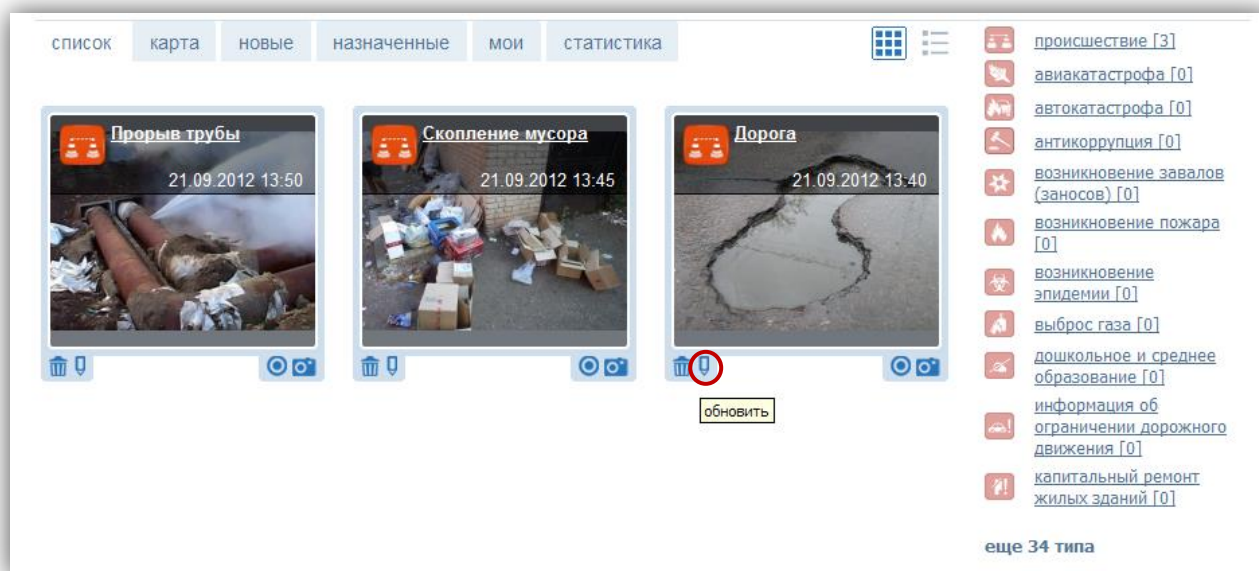 список
карта
новые
назначенные
мои
статистика
Прорыв трубы
21.09.2012 13:50
Скопление мусора
21.09.2012 13:45
Дорога
21.09.2012 13:40
обновить
происшествие [3]
авиакатастрофа [0]
автокатастрофа [0]
антикоррупция [0]
возникновение завалов
(заносов) [0]
возникновение пожара
[0]
возникновение
эпидемии [0]
выброс газа [0]
дошкольное и среднее
образование [0]
информация об
ограничении дорожного
движения [0]
капитальный ремонт
жилых зданий [0]
еще 34 типа